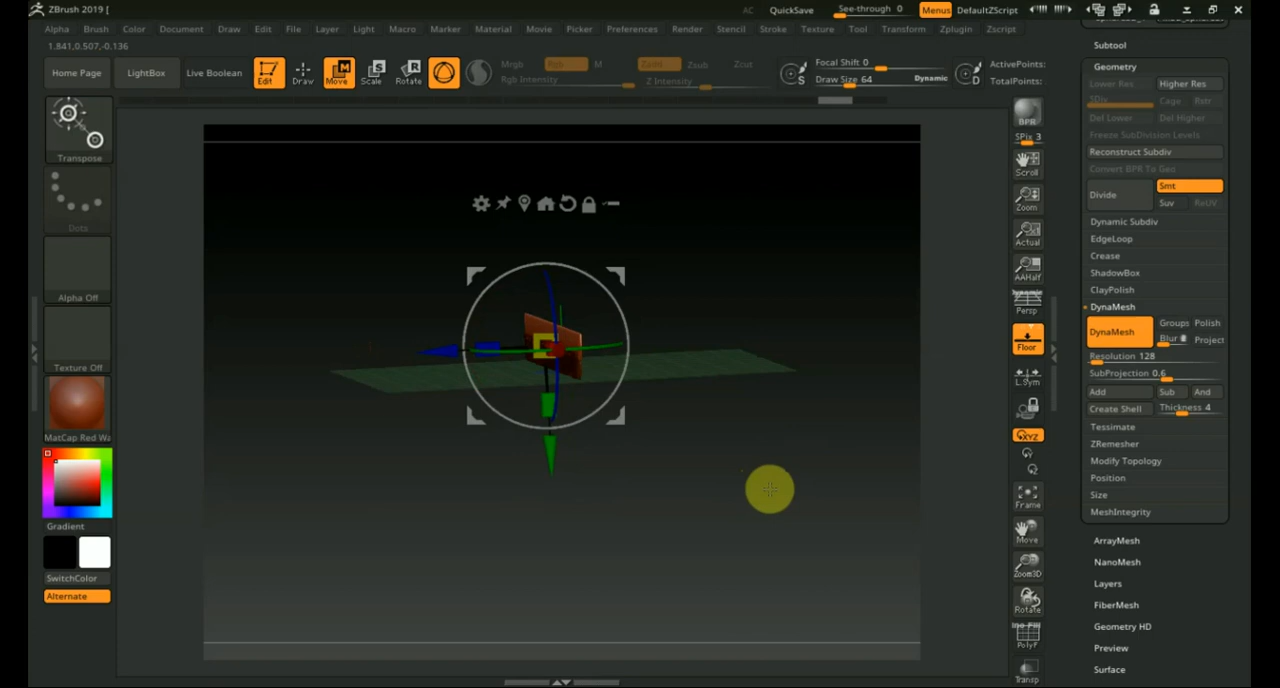 ZBrush 2019 [
AC QuickSave See-through 0 Menus DefaultZScript
Alpha Brush Color Document Draw Edit File Layer Light Macro Marker Material Movie Picker Preferences Render Stencil Stroke Texture Tool Transform Zplugin Zscript
1.841,0.507,-0.136
Home Page LightBox Live Boolean Edit Draw Move Scale Rotate
Mrgb Rgb M
Rgb Intensity
Zadd Zsub Zcut
Z Intensity
Focal Shift 0
Draw Size 64 Dynamic
ActivePoints:
TotalPoints:
Transpose
Dots
Alpha Off
Texture Off
MatCap Red Wa
Gradient
SwitchColor
Alternate
BPR
SPix 3
Scroll
Zoom
Actual
AAHalf
Dynamic
Persp
Floor
L.Sym
XYZ
Frame
Move
Zoom3D
Rotate
PolyF
Transp
Subtool
Geometry
Lower Res Higher Res
SDiv Cage Rstr
Del Lower Del Higher
Freeze SubDivision Levels
Reconstruct Subdiv
Convert BPR To Geo
Divide Smt
Suv ReUV
Dynamic Subdiv
EdgeLoop
Crease
ShadowBox
ClayPolish
DynaMesh
DynaMesh Groups Polish
Blur Project
Resolution 128
SubProjection 0.6
Add Sub And
Create Shell Thickness 4
Tessimate
ZRemesher
Modify Topology
Position
Size
MeshIntegrity
ArrayMesh
NanoMesh
Layers
FiberMesh
Geometry HD
Preview
Surface